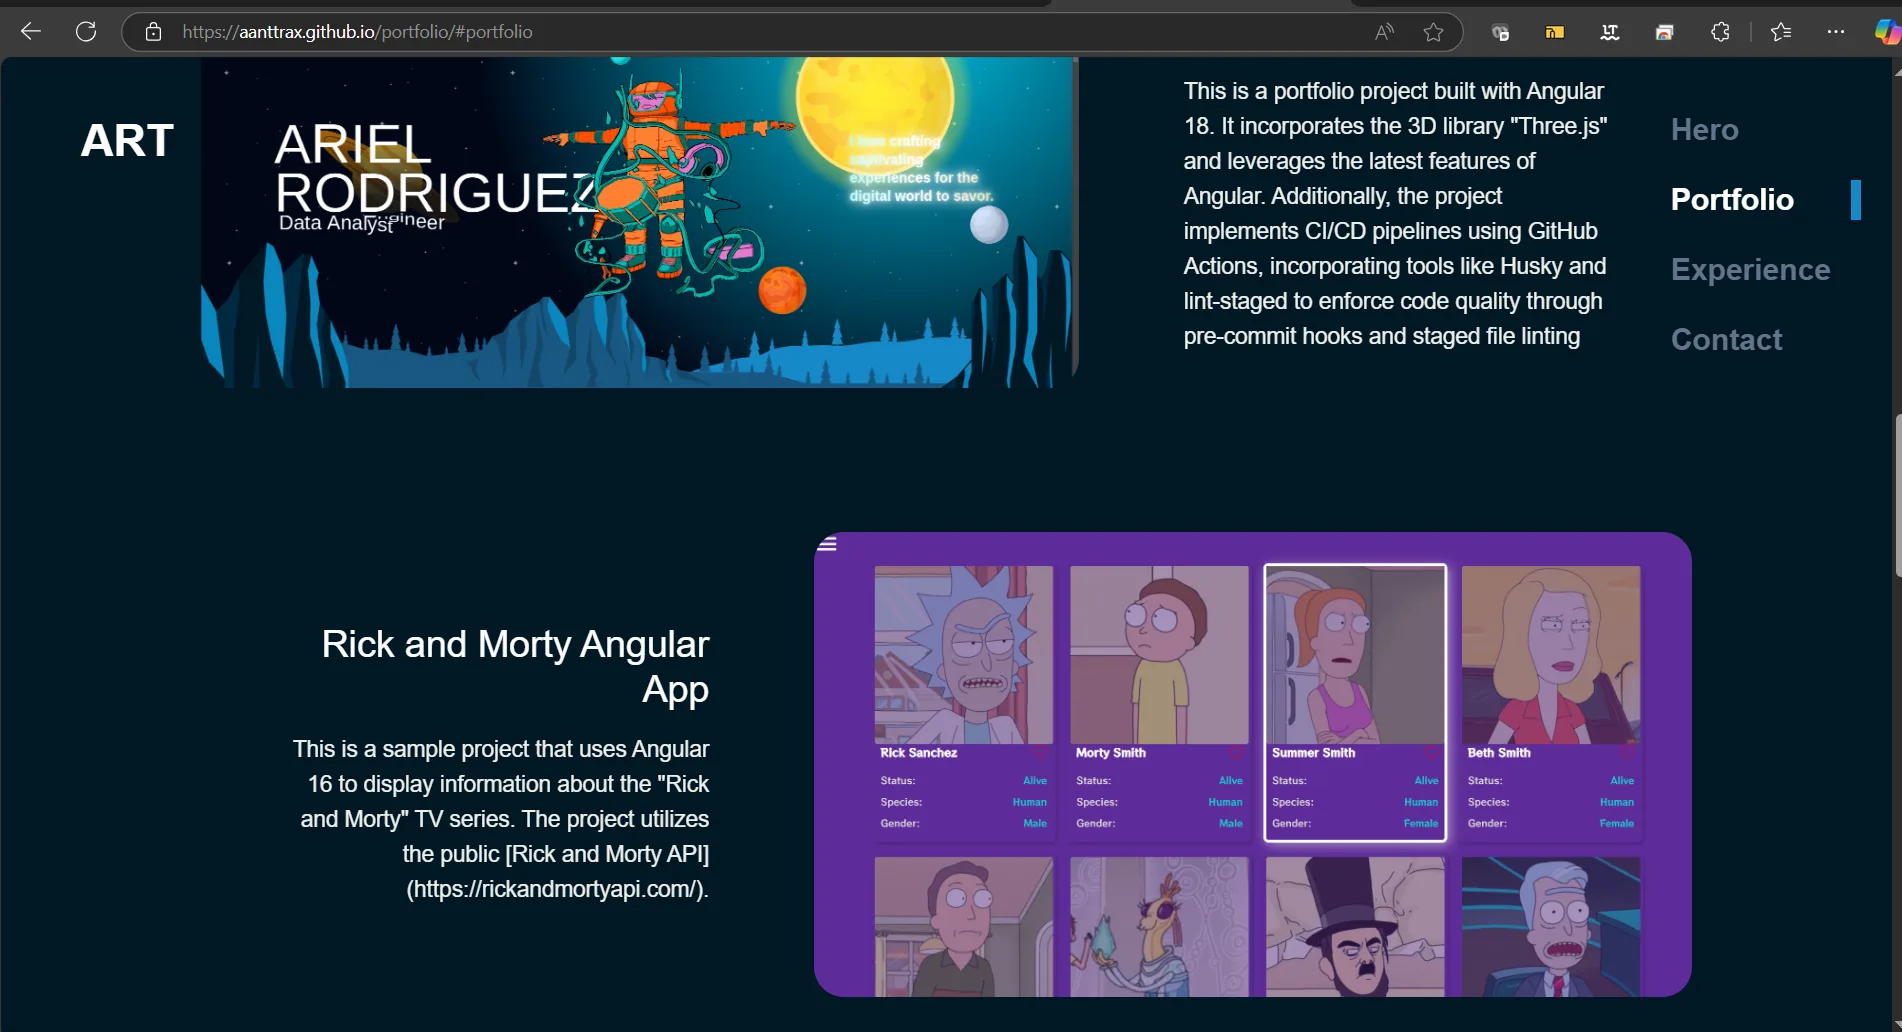 https://aanttrax.github.io/portfolio/#portfolio
ART
ARIEL
RODRIGUEZ
Data Analyst
I love crafting
captivating
experiences for the
digital world to savor.
This is a portfolio project built with Angular
18. It incorporates the 3D library "Three.js"
and leverages the latest features of
Angular. Additionally, the project
implements CI/CD pipelines using GitHub
Actions, incorporating tools like Husky and
lint-staged to enforce code quality through
pre-commit hooks and staged file linting
Hero
Portfolio
Experience
Contact
Rick and Morty Angular
App
This is a sample project that uses Angular
16 to display information about the "Rick
and Morty" TV series. The project utilizes
the public [Rick and Morty API]
(https://rickandmortyapi.com/).
Rick Sanchez
Status: Alive
Species: Human
Gender: Male
Morty Smith
Status: Alive
Species: Human
Gender: Male
Summer Smith
Status: Alive
Species: Human
Gender: Female
Beth Smith
Status: Alive
Species: Human
Gender: Female